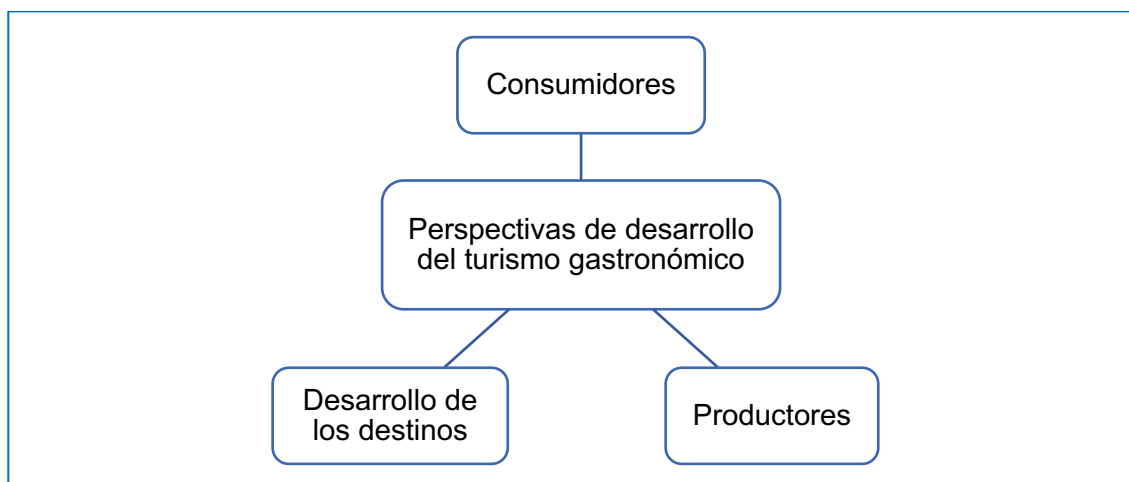 Consumidores
Perspectivas de desarrollo
del turismo gastronómico
Desarrollo de
los destinos
Productores